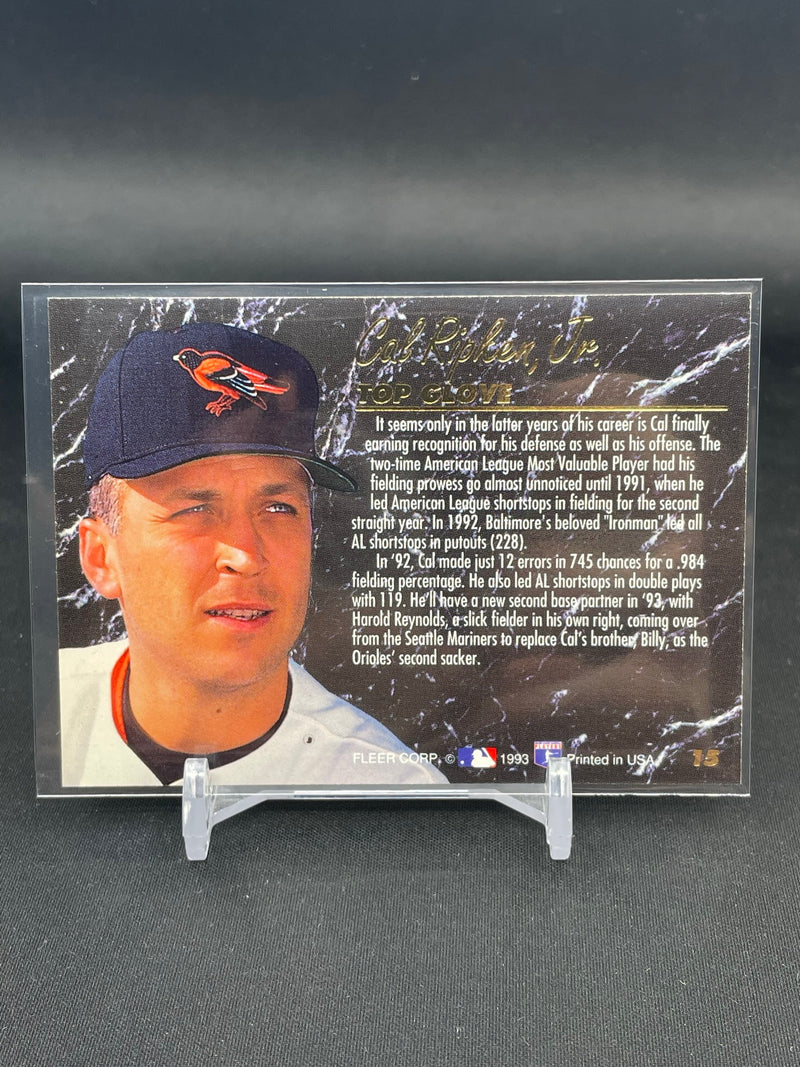 Cal Ripken, Jr.
TOP GLOVE
It seems only in the latter years of his career is Cal finally
earning recognition for his defense as well as his offense. The
two-time American League Most Valuable Player had his
fielding prowess go almost unnoticed until 1991, when he
led American League shortstops in fielding for the second
straight year. In 1992, Baltimore's beloved "Ironman" led all
AL shortstops in putouts (228).
In '92, Cal made just 12 errors in 745 chances for a .984
fielding percentage. He also led AL shortstops in double plays
with 119. He'll have a new second base partner in '93, with
Harold Reynolds, a slick fielder in his own right, coming over
from the Seattle Mariners to replace Cal's brother, Billy, as the
Orioles' second sacker.
FLEER CORP. © 1993 Printed in USA 15